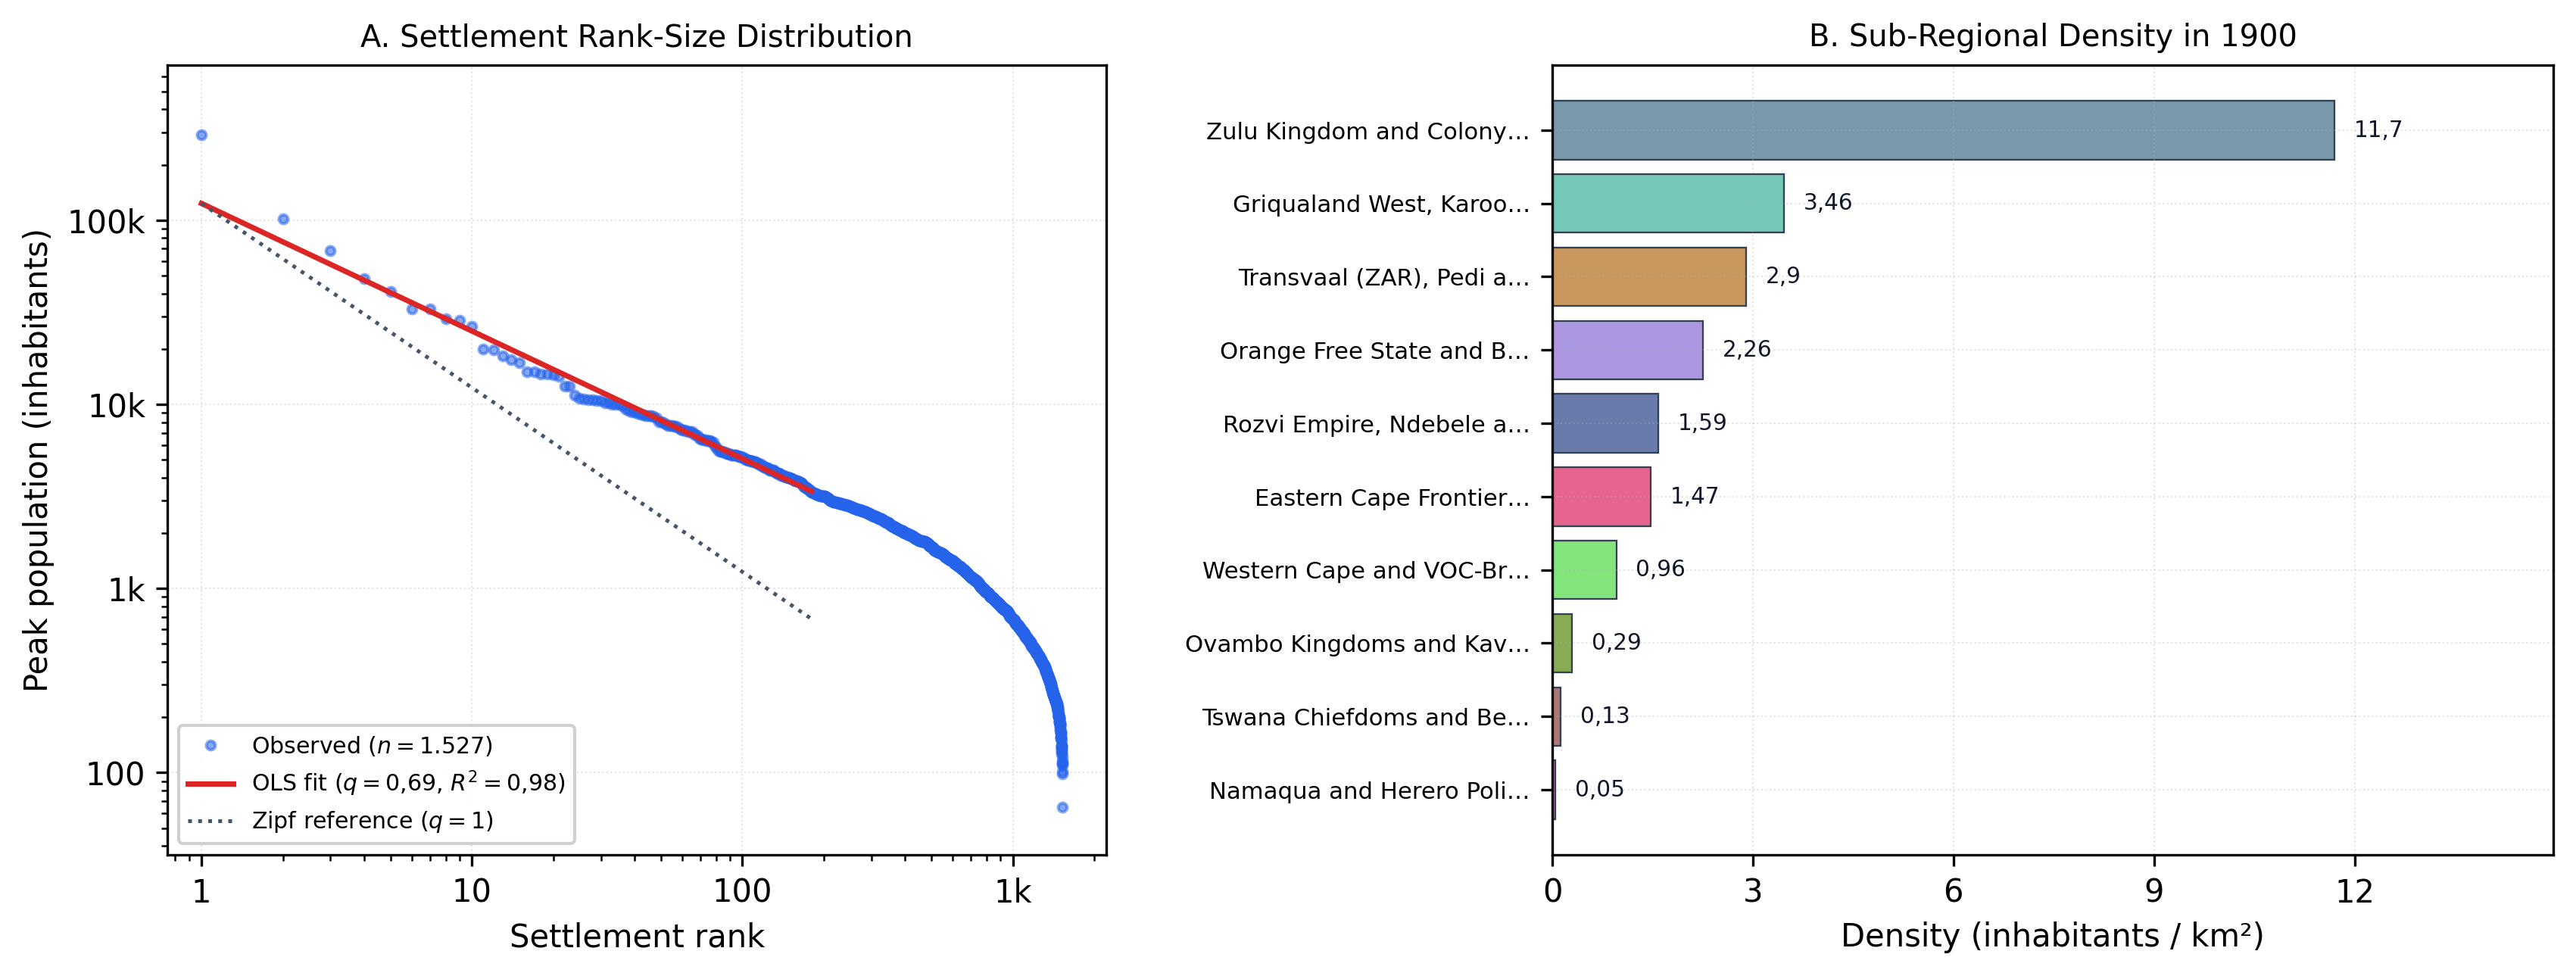 A. Settlement Rank-Size Distribution
Peak population (inhabitants)
100k
10k
1k
100
Observed (n = 1.527)
OLS fit (q = 0,69, R² = 0,98)
Zipf reference (q = 1)
1
10
100
1k
Settlement rank
B. Sub-Regional Density in 1900
Zulu Kingdom and Colony... 11,7
Griqualand West, Karoo... 3,46
Transvaal (ZAR), Pedi a... 2,9
Orange Free State and B... 2,26
Rozvi Empire, Ndebele a... 1,59
Eastern Cape Frontier... 1,47
Western Cape and VOC-Br... 0,96
Ovambo Kingdoms and Kav... 0,29
Tswana Chiefdoms and Be... 0,13
Namaqua and Herero Poli... 0,05
0
3
6
9
12
Density (inhabitants / km²)